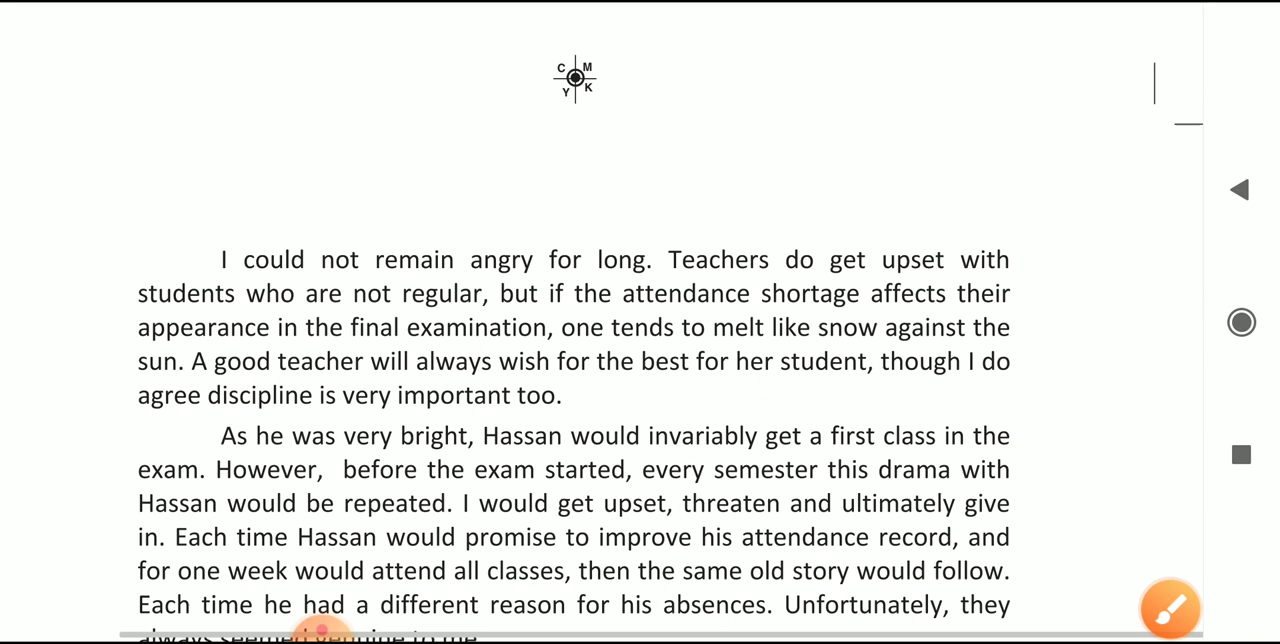 C M
Y K
I could not remain angry for long. Teachers do get upset with
students who are not regular, but if the attendance shortage affects their
appearance in the final examination, one tends to melt like snow against the
sun. A good teacher will always wish for the best for her student, though I do
agree discipline is very important too.
As he was very bright, Hassan would invariably get a first class in the
exam. However, before the exam started, every semester this drama with
Hassan would be repeated. I would get upset, threaten and ultimately give
in. Each time Hassan would promise to improve his attendance record, and
for one week would attend all classes, then the same old story would follow.
Each time he had a different reason for his absences. Unfortunately, they
always seemed genuine to me.